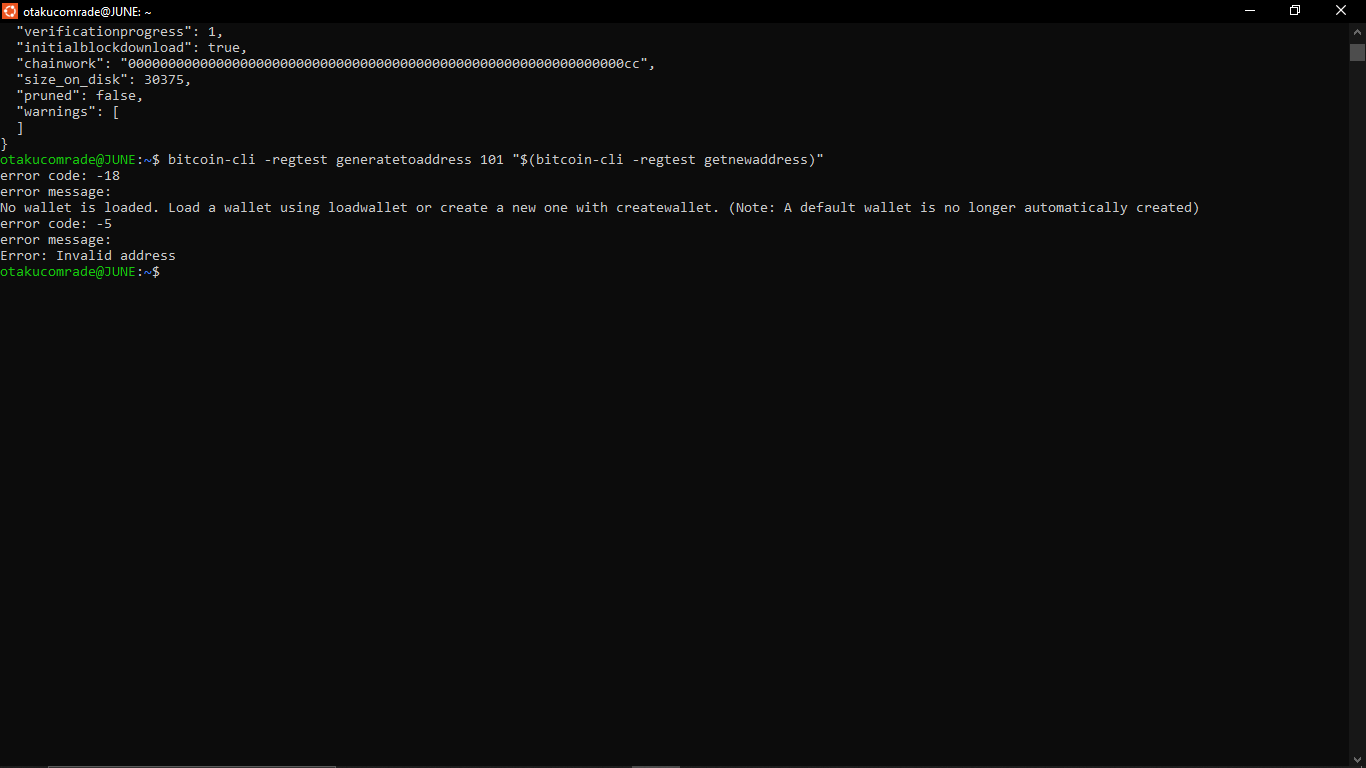 otakucomrade@JUNE: ~
"verificationprogress": 1,
"initialblockdownload": true,
"chainwork": "00000000000000000000000000000000000000000000000000000000000000cc",
"size_on_disk": 30375,
"pruned": false,
"warnings": [
]
}
otakucomrade@JUNE:~$ bitcoin-cli -regtest generatetoaddress 101 "$(bitcoin-cli -regtest getnewaddress)"
error code: -18
error message:
No wallet is loaded. Load a wallet using loadwallet or create a new one with createwallet. (Note: A default wallet is no longer automatically created)
error code: -5
error message:
Error: Invalid address
otakucomrade@JUNE:~$